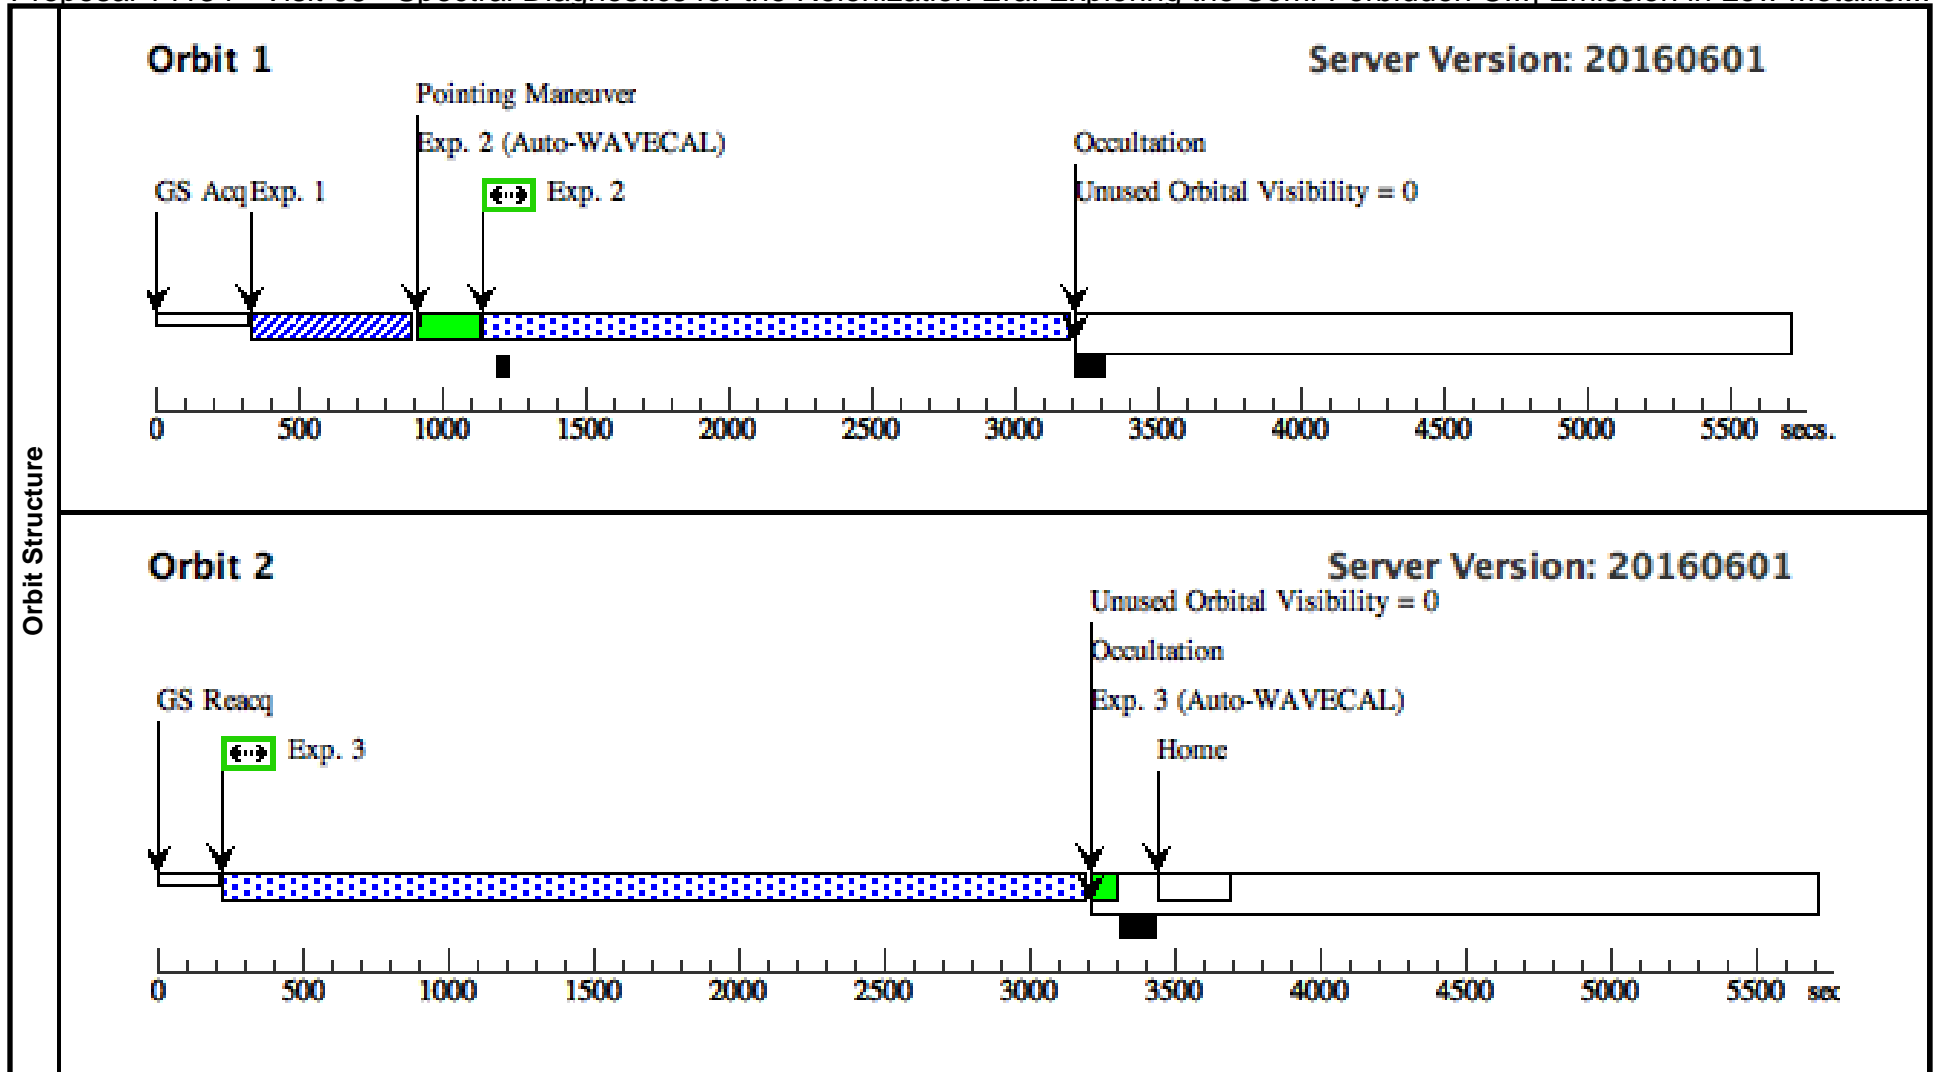 Orbit Structure
Orbit 1
Server Version: 20160601
Pointing Maneuver
Exp. 2 (Auto-WAVECAL)
Occultation
GS Acq
Exp. 1
Exp. 2
Unused Orbital Visibility = 0
0 500 1000 1500 2000 2500 3000 3500 4000 4500 5000 5500 secs.
Orbit 2
Server Version: 20160601
Unused Orbital Visibility = 0
Occultation
GS Reacq
Exp. 3 (Auto-WAVECAL)
Exp. 3
Home
0 500 1000 1500 2000 2500 3000 3500 4000 4500 5000 5500 sec